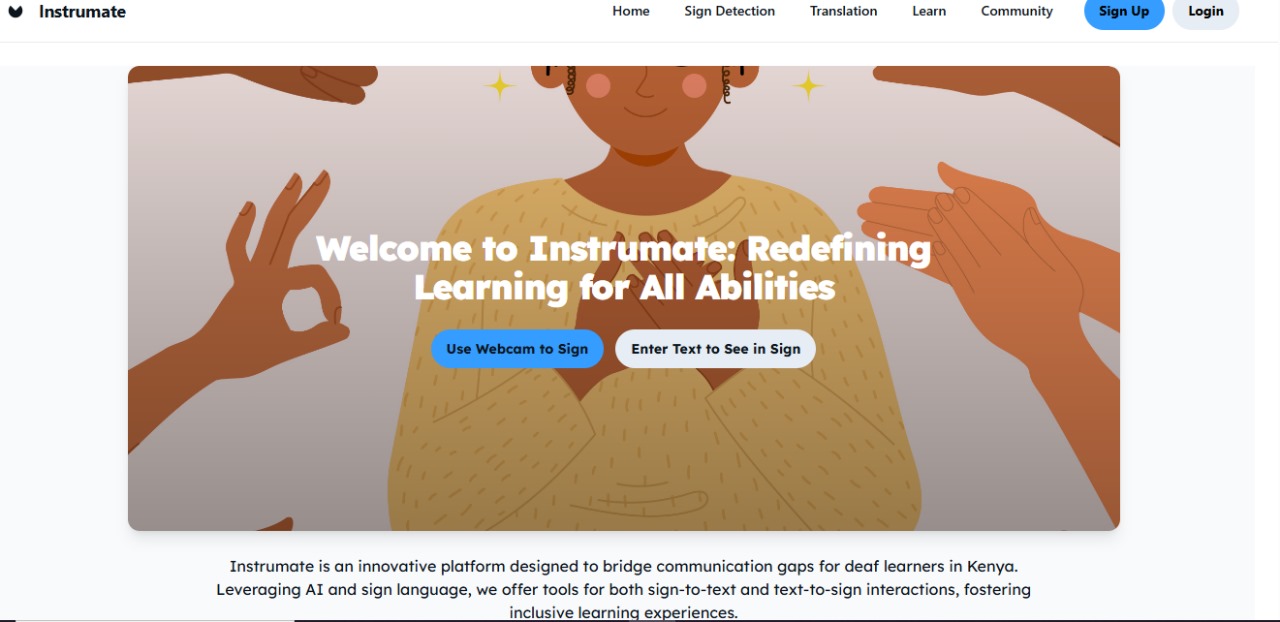 Instrumate
Home Sign Detection Translation Learn Community Sign Up Login
Welcome to Instrumate: Redefining
Learning for All Abilities
Use Webcam to Sign Enter Text to See in Sign
Instrumate is an innovative platform designed to bridge communication gaps for deaf learners in Kenya.
Leveraging AI and sign language, we offer tools for both sign-to-text and text-to-sign interactions, fostering
inclusive learning experiences.